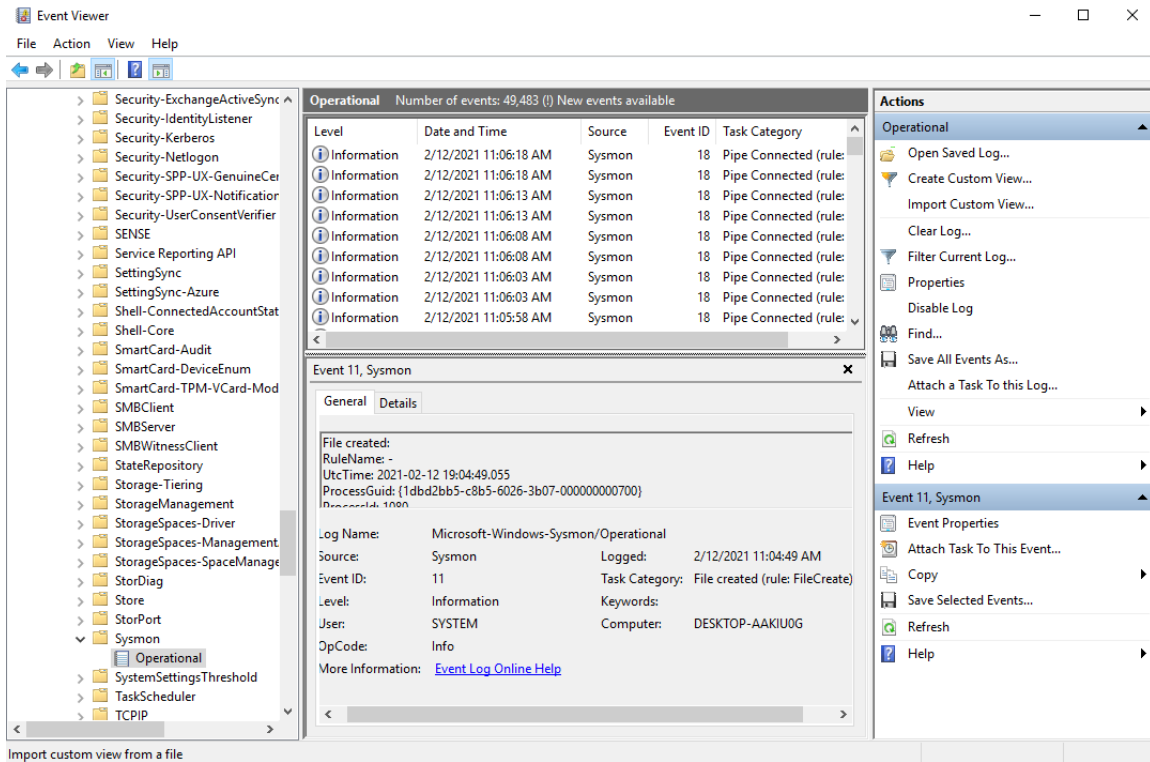 Event Viewer
File Action View Help
Security-ExchangeActiveSync
Security-IdentityListener
Security-Kerberos
Security-Netlogon
Security-SPP-UX-GenuineCen
Security-SPP-UX-Notification
Security-UserConsentVerifier
SENSE
Service Reporting API
SettingSync
SettingSync-Azure
Shell-ConnectedAccountStat
Shell-Core
SmartCard-Audit
SmartCard-DeviceEnum
SmartCard-TPM-VCard-Mod
SMBClient
SMBServer
SMBWitnessClient
StateRepository
Storage-Tiering
StorageManagement
StorageSpaces-Driver
StorageSpaces-Management
StorageSpaces-SpaceManage
StorDiag
Store
StorPort
Sysmon
Operational
SystemSettingsThreshold
TaskScheduler
TCPIP
Operational Number of events: 49,483 (!) New events available
Level Date and Time Source Event ID Task Category
Information 2/12/2021 11:06:18 AM Sysmon 18 Pipe Connected (rule:
Information 2/12/2021 11:06:18 AM Sysmon 18 Pipe Connected (rule:
Information 2/12/2021 11:06:13 AM Sysmon 18 Pipe Connected (rule:
Information 2/12/2021 11:06:13 AM Sysmon 18 Pipe Connected (rule:
Information 2/12/2021 11:06:08 AM Sysmon 18 Pipe Connected (rule:
Information 2/12/2021 11:06:08 AM Sysmon 18 Pipe Connected (rule:
Information 2/12/2021 11:06:03 AM Sysmon 18 Pipe Connected (rule:
Information 2/12/2021 11:06:03 AM Sysmon 18 Pipe Connected (rule:
Information 2/12/2021 11:05:58 AM Sysmon 18 Pipe Connected (rule:
Event 11, Sysmon
General Details
File created:
RuleName: -
UtcTime: 2021-02-12 19:04:49.055
ProcessGuid: {1dbd2bb5-c8b5-6026-3b07-000000000700}
ProcessId: 1080
Log Name: Microsoft-Windows-Sysmon/Operational
Source: Sysmon Logged: 2/12/2021 11:04:49 AM
Event ID: 11 Task Category: File created (rule: FileCreate)
Level: Information Keywords:
User: SYSTEM Computer: DESKTOP-AAKIU0G
OpCode: Info
More Information: Event Log Online Help
Actions
Operational
Open Saved Log...
Create Custom View...
Import Custom View...
Clear Log...
Filter Current Log...
Properties
Disable Log
Find...
Save All Events As...
Attach a Task To this Log...
View
Refresh
Help
Event 11, Sysmon
Event Properties
Attach Task To This Event...
Copy
Save Selected Events...
Refresh
Help
Import custom view from a file